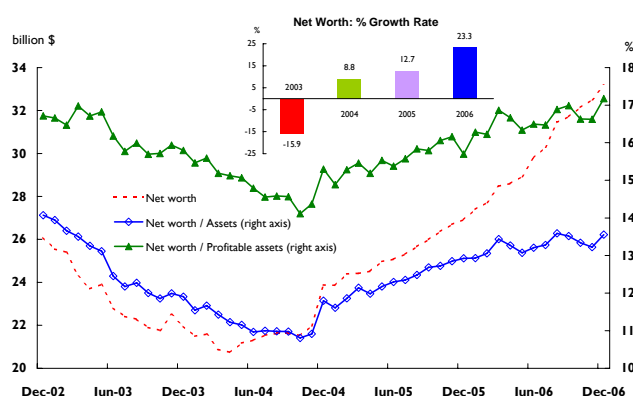 Net Worth: % Growth Rate
billion $
%
%
25
15
5
-5
-15
-25
2003
-15.9
8.8
2004
12.7
2005
23.3
2006
34
32
30
28
26
24
22
20
18
17
16
15
14
13
12
11
10
Net worth
Net worth / Assets (right axis)
Net worth / Profitable assets (right axis)
Dec-02
Jun-03
Dec-03
Jun-04
Dec-04
Jun-05
Dec-05
Jun-06
Dec-06